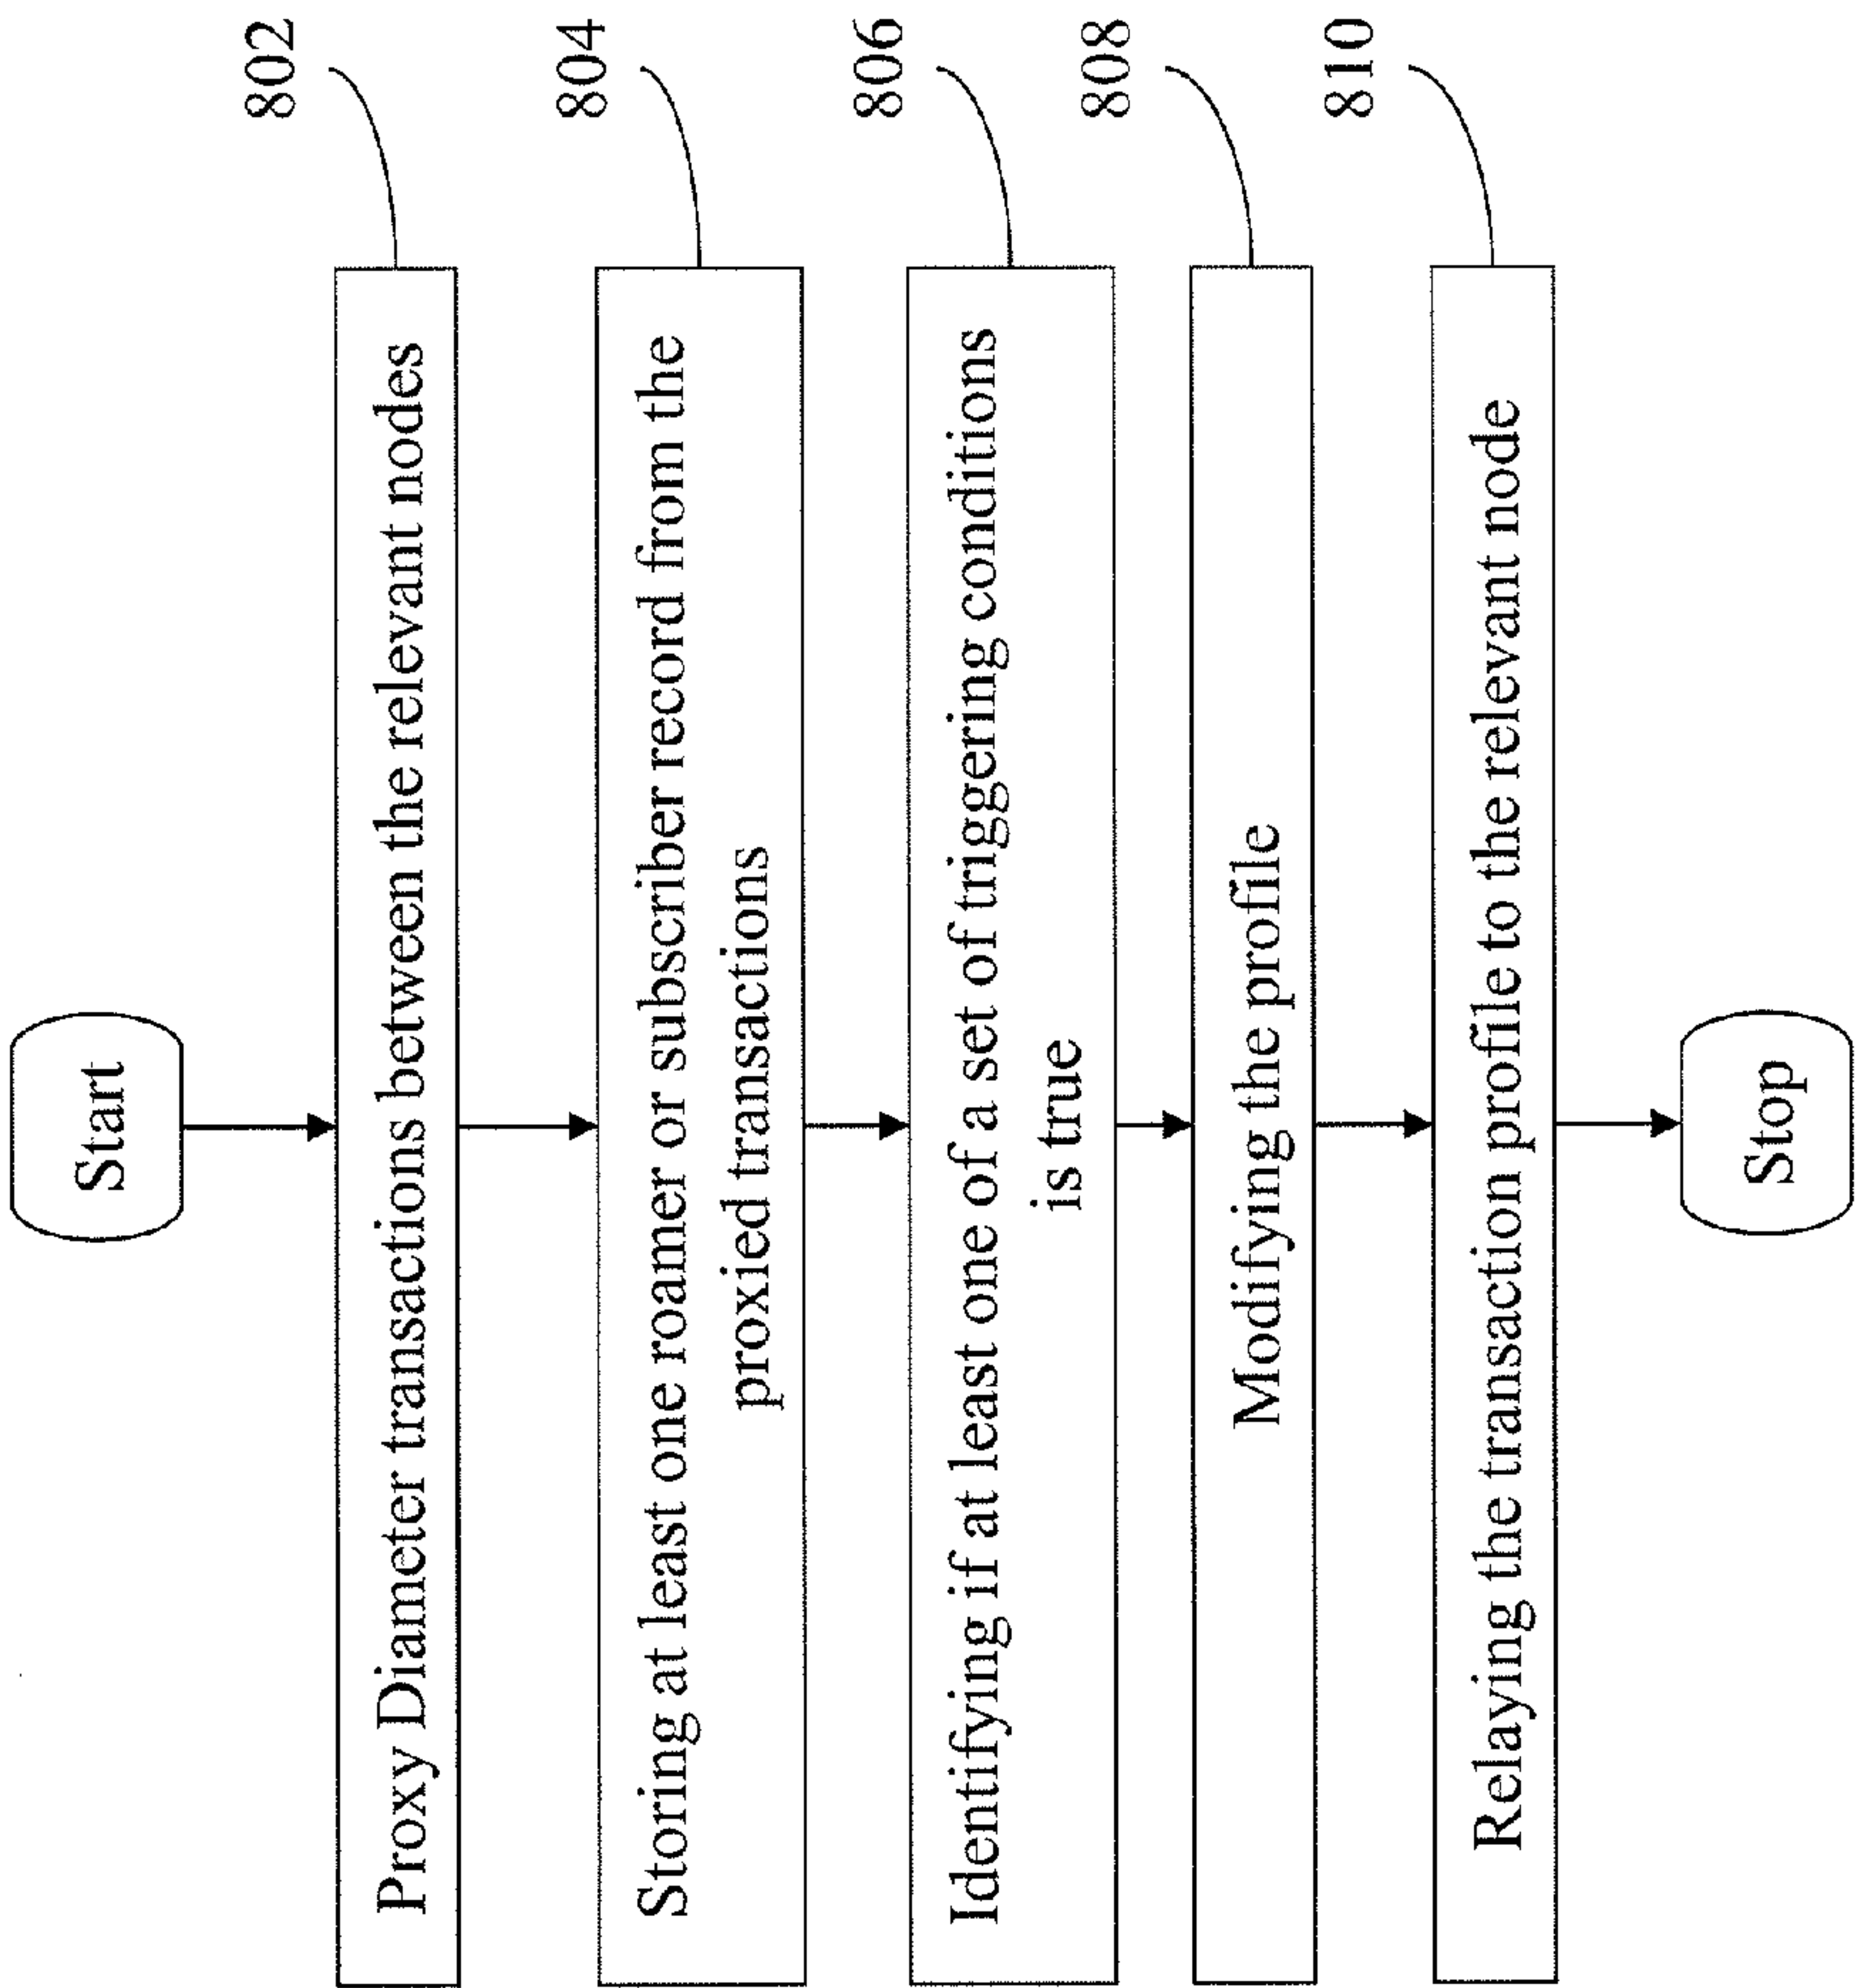 Start
Proxy Diameter transactions between the relevant nodes
802
Storing at least one roamer or subscriber record from the
proxied transactions
804
Identifying if at least one of a set of triggering conditions
is true
806
Modifying the profile
808
Relaying the transaction profile to the relevant node
810
Stop